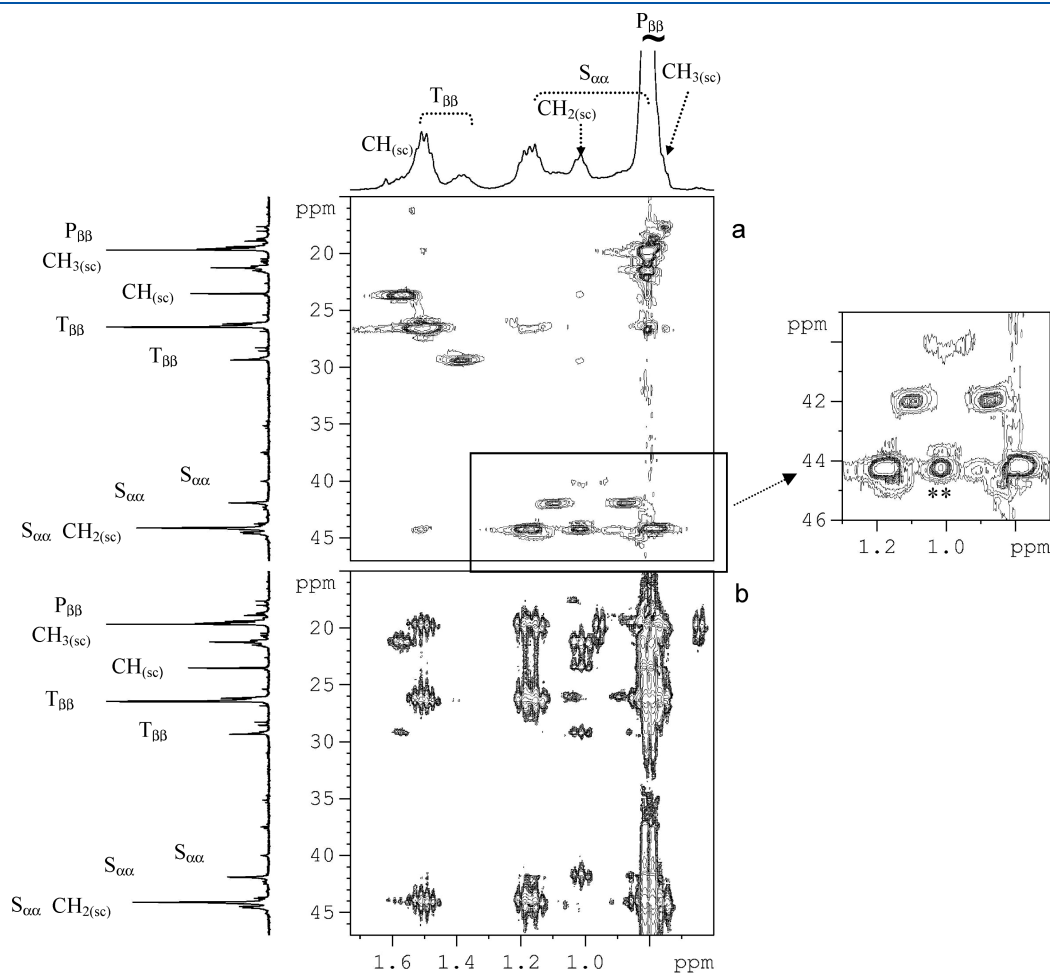 Pββ
Sαα
CH3(sc)
Tββ
CH2(sc)
CH(sc)
ppm
a
Pββ
20
CH3(sc)
CH(sc)
25
Tββ
30
Tββ
35
Sαα
40
Sαα
Sαα CH2(sc)
45
ppm
42
44
**
46
1.2 1.0 ppm
ppm
b
Pββ
20
CH3(sc)
CH(sc)
25
Tββ
30
Tββ
35
Sαα
40
Sαα
Sαα CH2(sc)
45
1.6 1.4 1.2 1.0 ppm